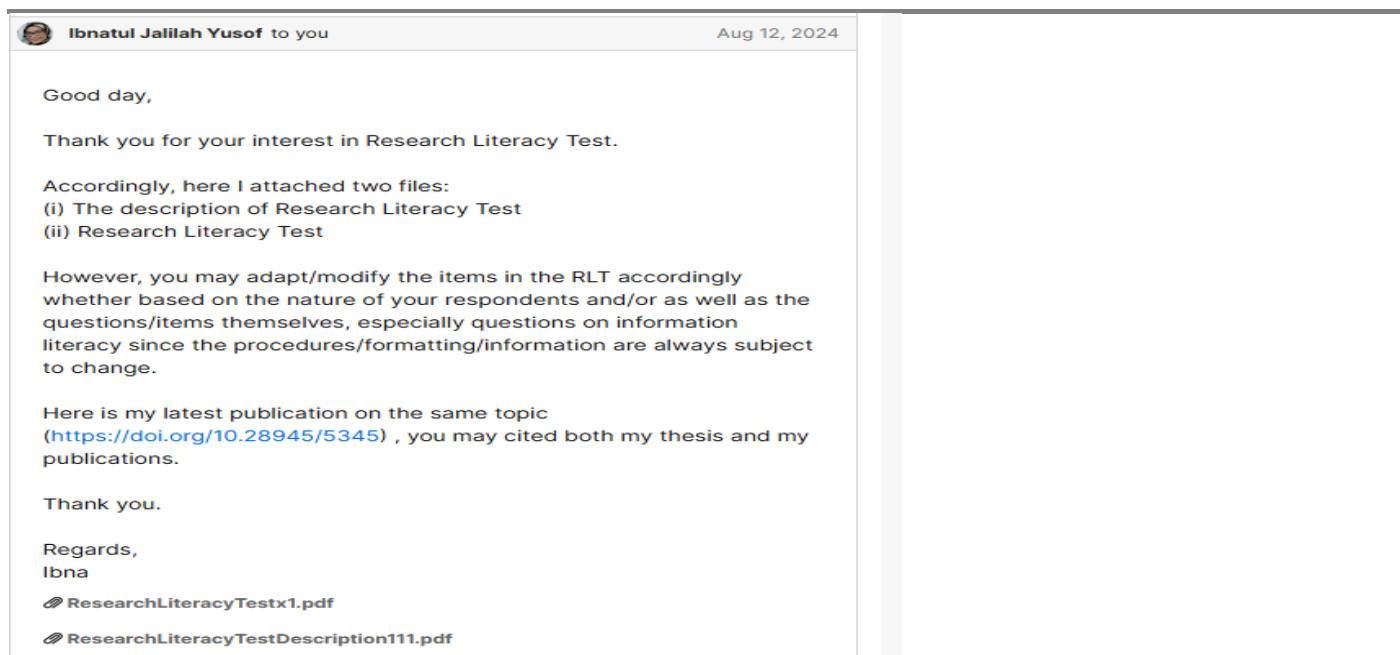 Ibnatul Jalilah Yusof to you Aug 12, 2024
Good day,
Thank you for your interest in Research Literacy Test.
Accordingly, here I attached two files:
(i) The description of Research Literacy Test
(ii) Research Literacy Test
However, you may adapt/modify the items in the RLT accordingly
whether based on the nature of your respondents and/or as well as the
questions/items themselves, especially questions on information
literacy since the procedures/formatting/information are always subject
to change.
Here is my latest publication on the same topic
(https://doi.org/10.28945/5345) , you may cited both my thesis and my
publications.
Thank you.
Regards,
Ibna
ResearchLiteracyTestx1.pdf
ResearchLiteracyTestDescription111.pdf